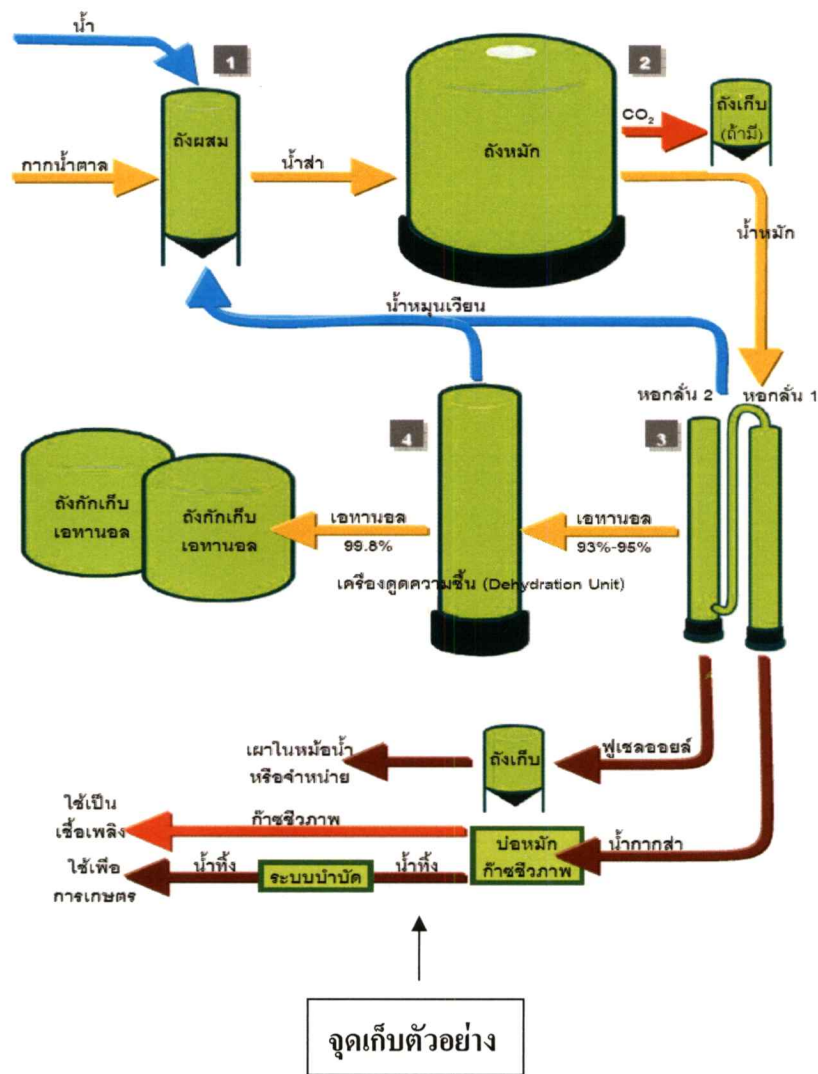 น้ำ
1
2
ถังผสม
ถังหมัก
CO₂
ถังเก็บ
(ถ้ามี)
กากน้ำตาล
น้ำส่า
น้ำหมัก
น้ำหมุนเวียน
หอกลั่น 2
หอกลั่น 1
4
3
ถังกักเก็บ
เอทานอล
ถังกักเก็บ
เอทานอล
เอทานอล
99.8%
เอทานอล
93%-95%
เครื่องดูดความชื้น (Dehydration Unit)
เผาในหม้อน้ำ
หรือจำหน่าย
ถังเก็บ
ฟูเซลออยล์
ใช้เป็น
เชื้อเพลิง
ก๊าซชีวภาพ
บ่อหมัก
ก๊าซชีวภาพ
น้ำกากส่า
ใช้เพื่อ
การเกษตร
น้ำทิ้ง
ระบบบำบัด
น้ำทิ้ง
จุดเก็บตัวอย่าง